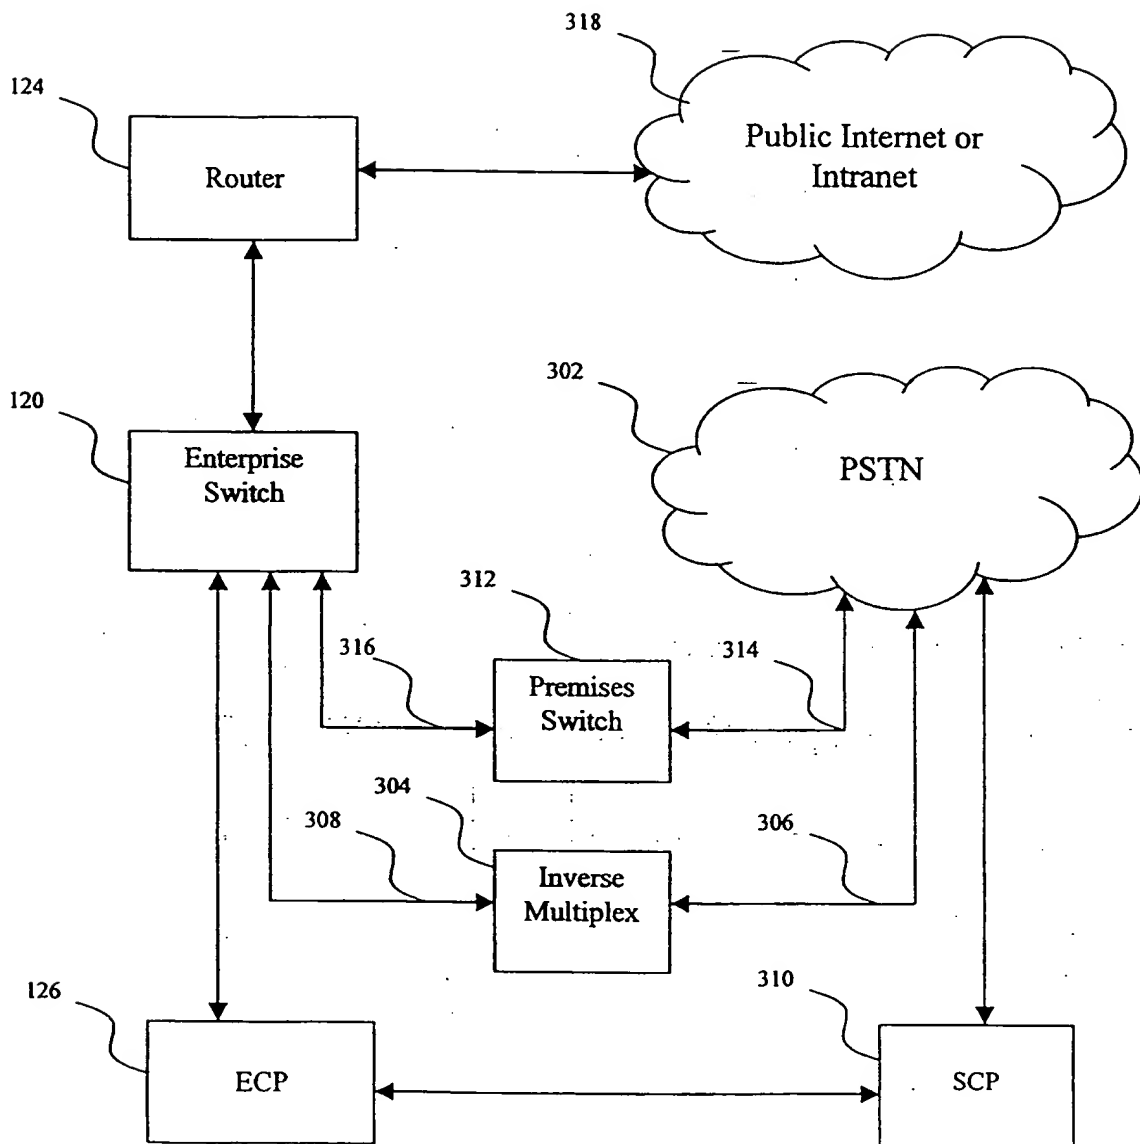 318
124
Public Internet or
Intranet
Router
302
120
Enterprise
Switch
PSTN
312
316
314
Premises
Switch
304
308
306
Inverse
Multiplex
126
310
ECP
SCP